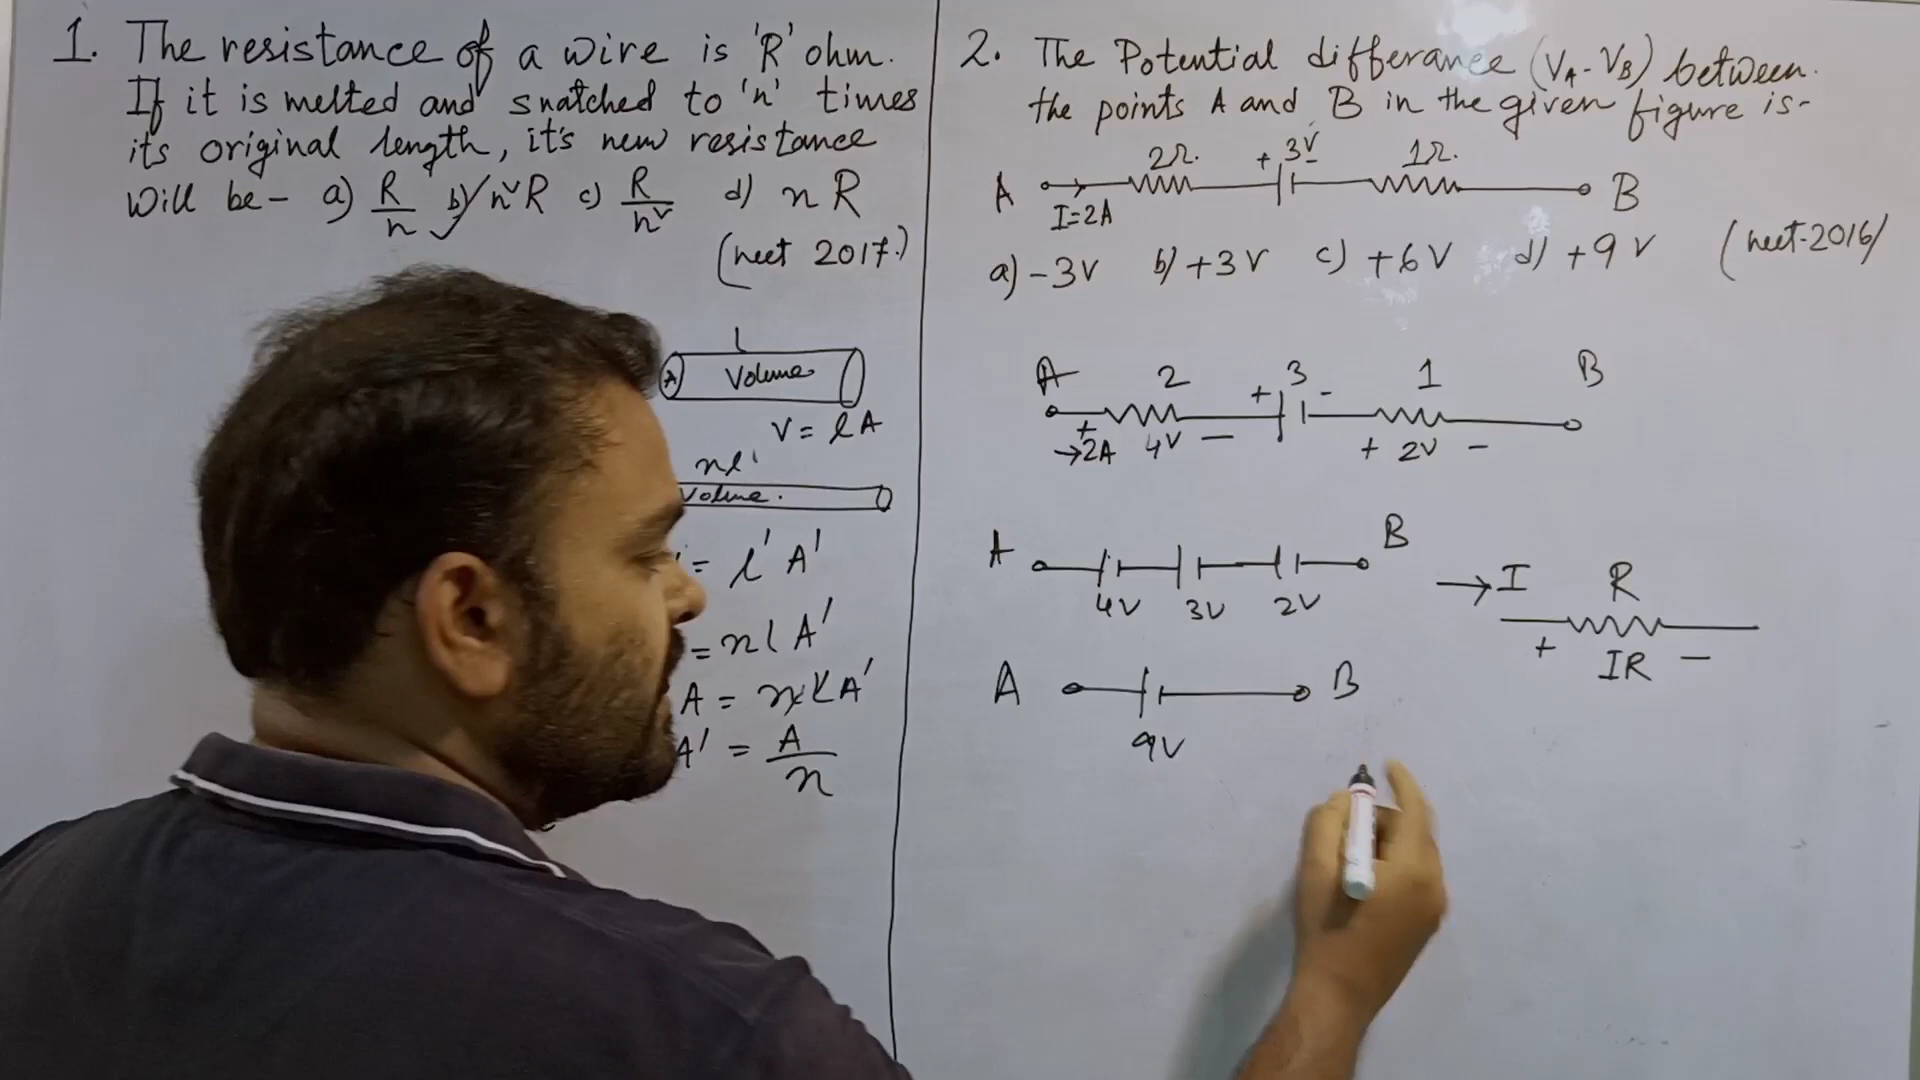 1. The resistance of a wire is 'R' ohm.
If it is melted and snatched to 'n' times
its original length, it's new resistance
will be - a) R/n b) n²R c) R/n² d) nR
(neet 2017.)
l
A Volume
V = lA
nl
Volume.
= l' A'
= nlA'
A = nlA'
A' = A/n
2. The Potential differance (VA - VB) between
the points A and B in the given figure is-
2Ω. + 3V 1Ω.
A B
I=2A
a) -3V b) +3V c) +6V d) +9V (neet-2016)
A 2 + 3 - 1 B
+ 4V - + 2V -
→2A
A B
4V 3V 2V
→ I R
+ IR -
A B
9V